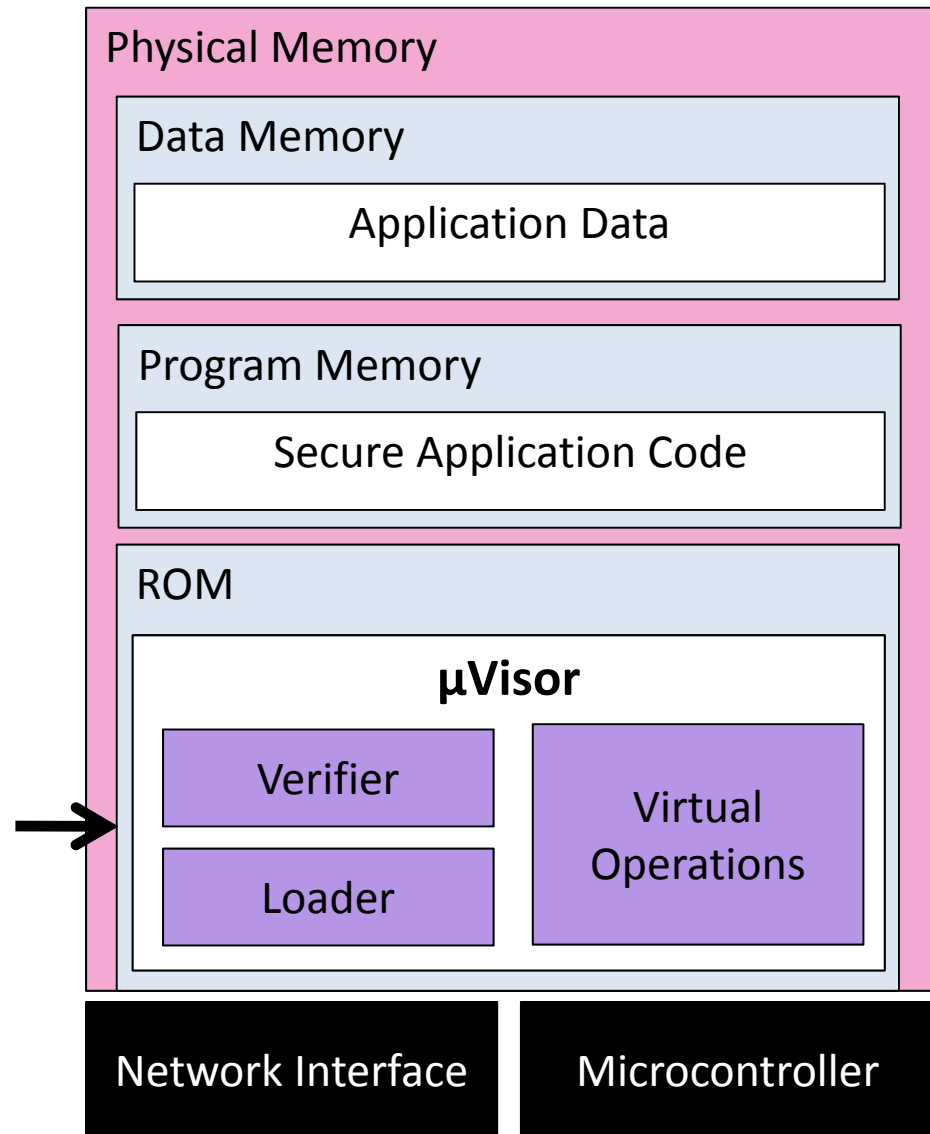 Physical Memory
Data Memory
Application Data
Program Memory
Secure Application Code
ROM
µVisor
Verifier
Loader
Virtual
Operations
Network Interface
Microcontroller